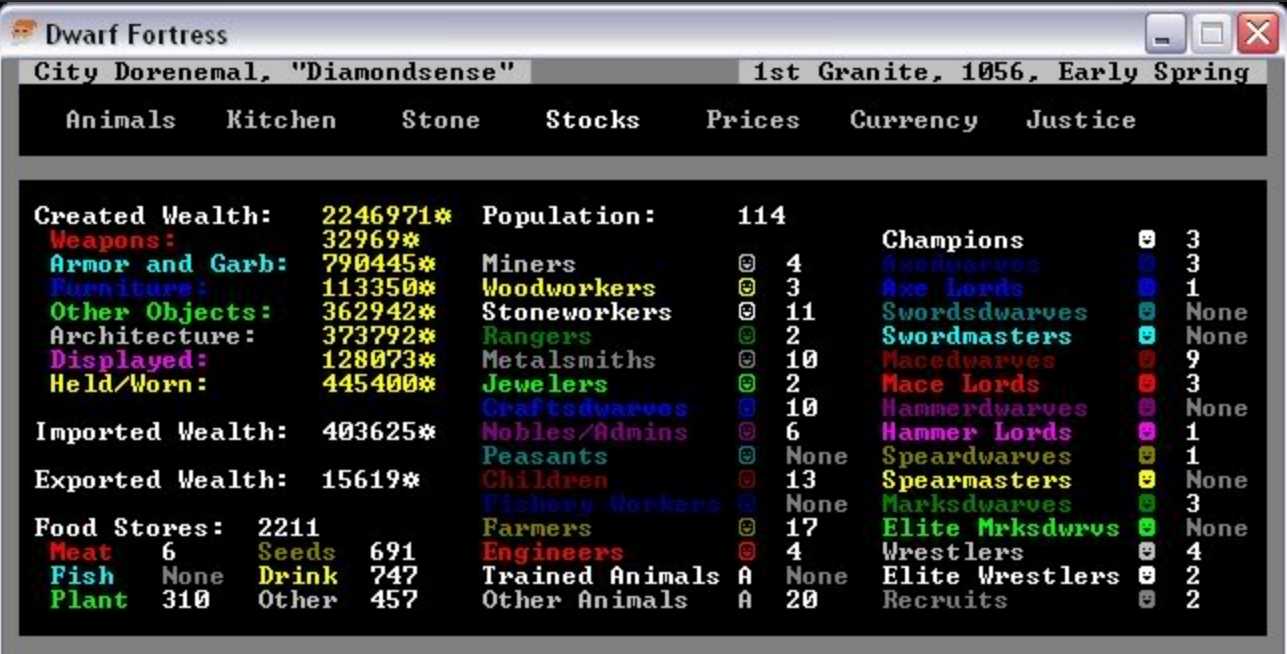 Dwarf Fortress
City Dorenemal, "Diamondsense" 1st Granite, 1056, Early Spring
Animals Kitchen Stone Stocks Prices Currency Justice
Created Wealth: 2246971☼ Population: 114
Weapons: 32969☼ Champions 3
Armor and Garb: 790445☼ Miners 4 Axedwarves 3
Furniture: 113350☼ Woodworkers 3 Axe Lords 1
Other Objects: 362942☼ Stoneworkers 11 Swordsdwarves None
Architecture: 373792☼ Rangers 2 Swordmasters None
Displayed: 128073☼ Metalsmiths 10 Macedwarves 9
Held/Worn: 445400☼ Jewelers 2 Mace Lords 3
Craftsdwarves 10 Hammerdwarves None
Imported Wealth: 403625☼ Nobles/Admins 6 Hammer Lords 1
Peasants None Speardwarves 1
Exported Wealth: 15619☼ Children 13 Spearmasters None
Fishery Workers None Marksdwarves 3
Food Stores: 2211 Farmers 17 Elite Mrksdwrvs None
Meat 6 Seeds 691 Engineers 4 Wrestlers 4
Fish None Drink 747 Trained Animals A None Elite Wrestlers 2
Plant 310 Other 457 Other Animals A 20 Recruits 2